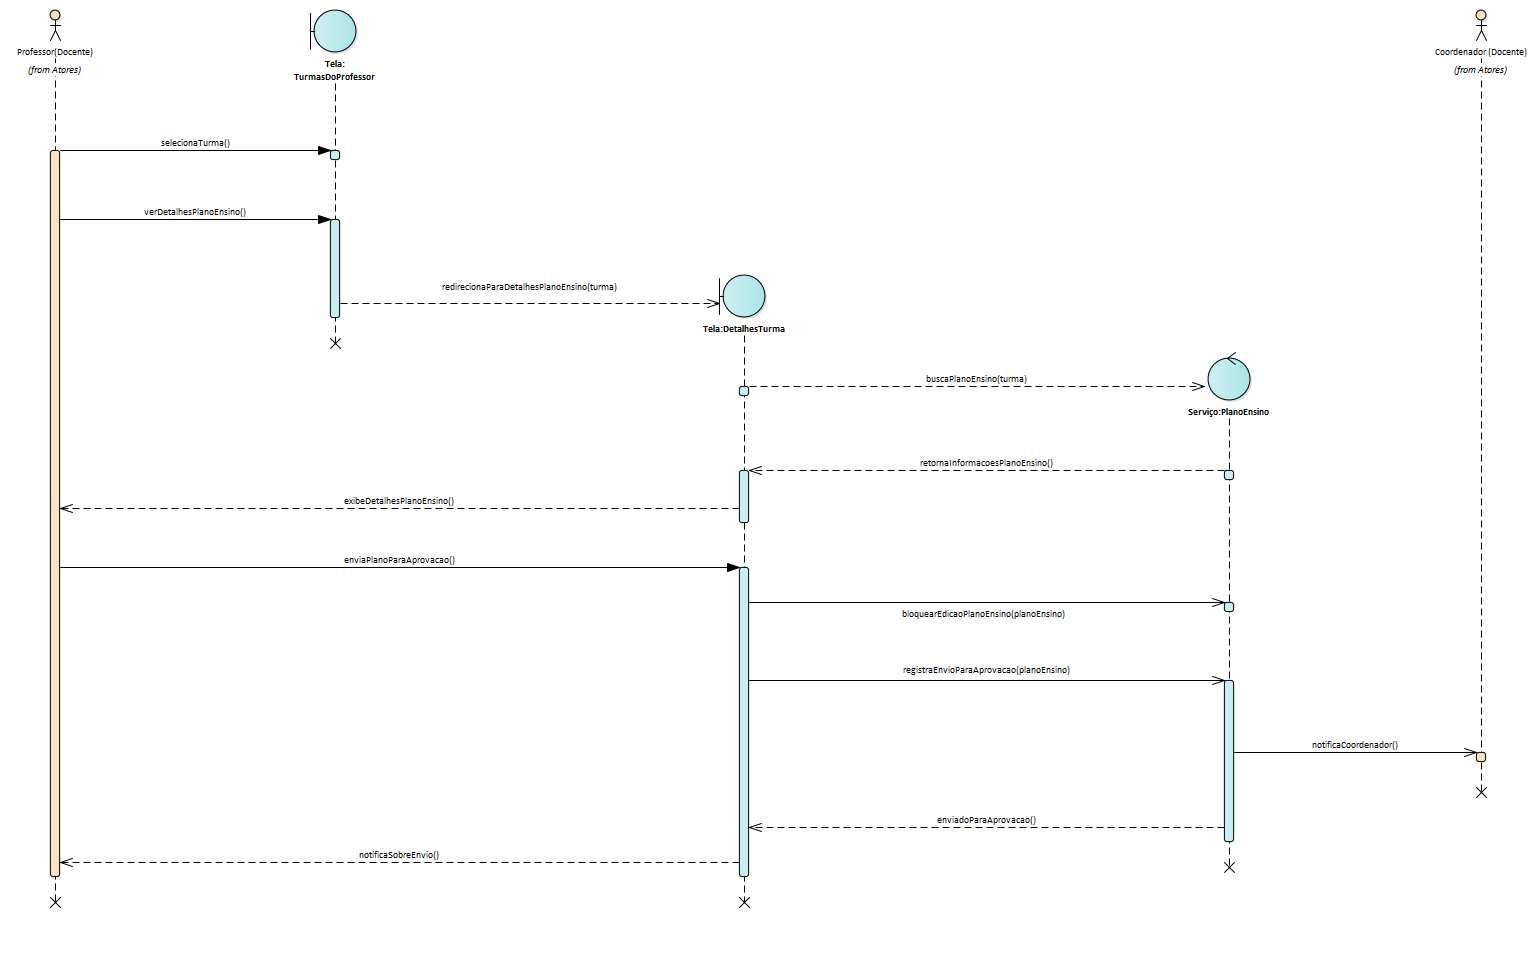 Professor(Docente)
(from Atores)
Tela:
TurmasDoProfessor
Coordenador (Docente)
(from Atores)
selecionaTurma()
verDetalhesPlanoEnsino()
redirecionaParaDetalhesPlanoEnsino(turma)
Tela:DetalhesTurma
buscaPlanoEnsino(turma)
Serviço:PlanoEnsino
retornaInformacoesPlanoEnsino()
exibeDetalhesPlanoEnsino()
enviaPlanoParaAprovacao()
bloquearEdicaoPlanoEnsino(planoEnsino)
registraEnvioParaAprovacao(planoEnsino)
notificaCoordenador()
enviadoParaAprovacao()
notificaSobreEnvio()